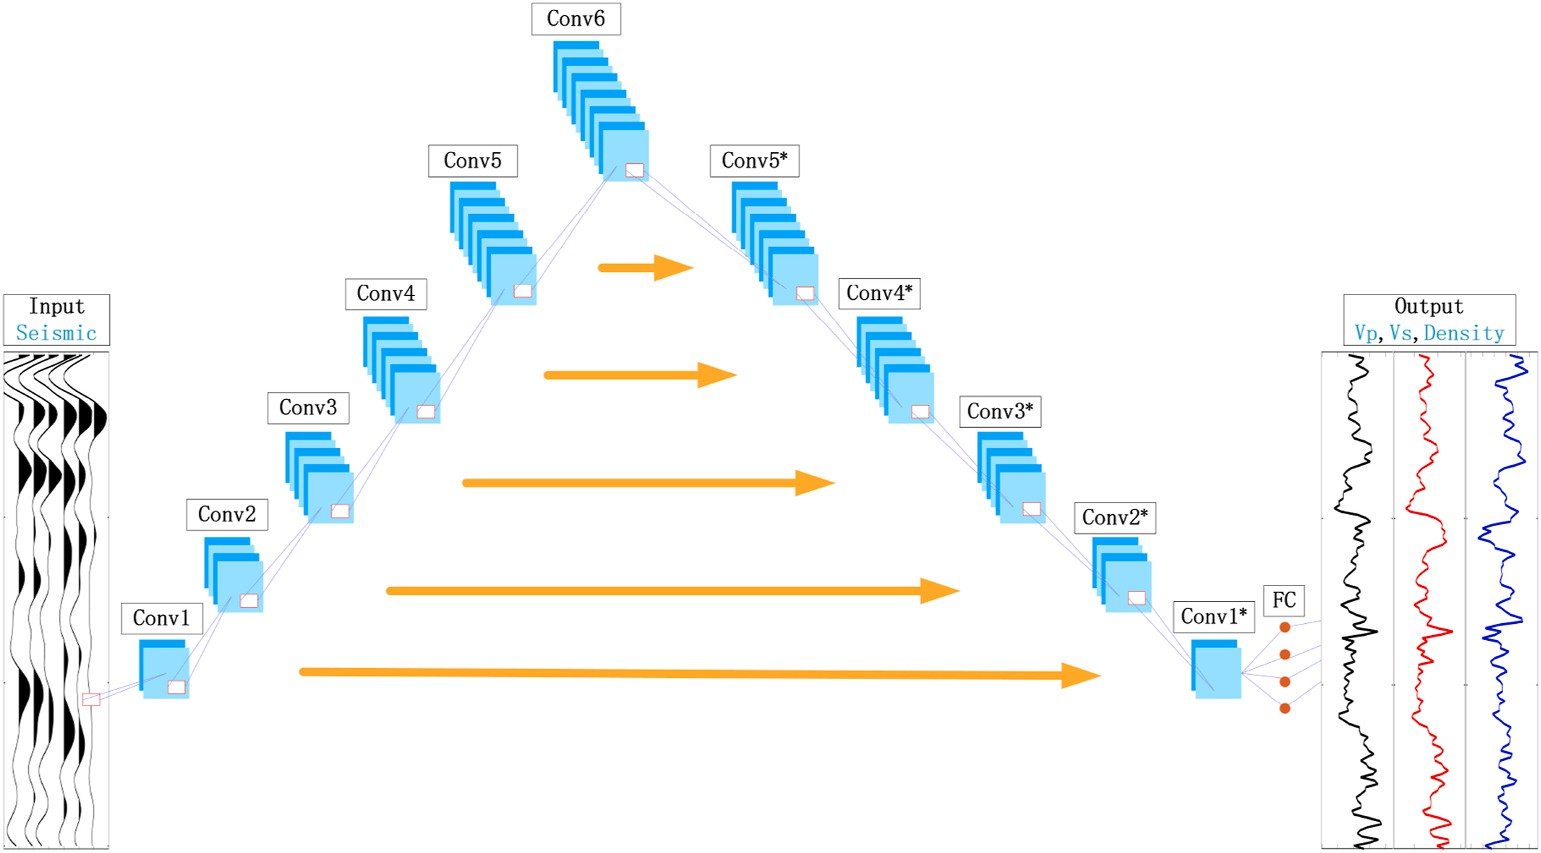 Conv6
Conv5
Conv5*
Conv4
Conv4*
Input
Seismic
Output
Vp,Vs,Density
Conv3
Conv3*
Conv2
Conv2*
Conv1
Conv1*
FC